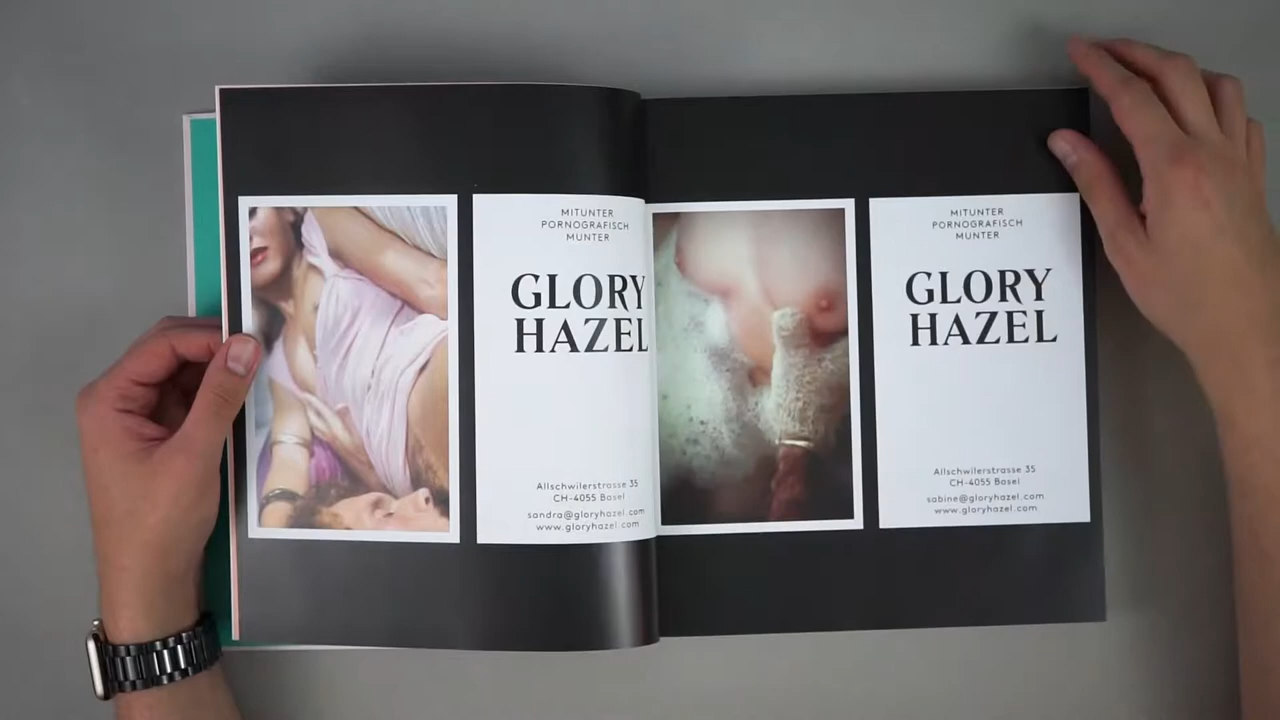 MITUNTER
PORNOGRAFISCH
MUNTER
GLORY
HAZEL
Allschwilerstrasse 35
CH-4055 Basel
sandra@gloryhazel.com
www.gloryhazel.com
MITUNTER
PORNOGRAFISCH
MUNTER
GLORY
HAZEL
Allschwilerstrasse 35
CH-4055 Basel
sabine@gloryhazel.com
www.gloryhazel.com